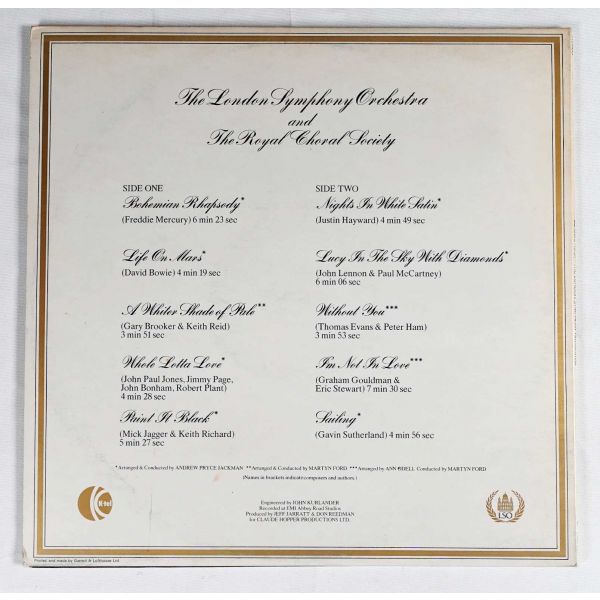 The London Symphony Orchestra
and
The Royal Choral Society
SIDE ONE
Bohemian Rhapsody*
(Freddie Mercury) 6 min 23 sec
Life On Mars*
(David Bowie) 4 min 19 sec
A Whiter Shade of Pale**
(Gary Brooker & Keith Reid)
3 min 51 sec
Whole Lotta Love*
(John Paul Jones, Jimmy Page,
John Bonham, Robert Plant)
4 min 28 sec
Paint It Black*
(Mick Jagger & Keith Richard)
5 min 27 sec
SIDE TWO
Nights In White Satin*
(Justin Hayward) 4 min 49 sec
Lucy In The Sky With Diamonds*
(John Lennon & Paul McCartney)
6 min 06 sec
Without You***
(Thomas Evans & Peter Ham)
3 min 53 sec
I'm Not In Love***
(Graham Gouldman &
Eric Stewart) 7 min 30 sec
Sailing*
(Gavin Sutherland) 4 min 56 sec
*Arranged & Conducted by ANDREW PRYCE JACKMAN **Arranged & Conducted by MARTYN FORD ***Arranged by ANN ODELL Conducted by MARTYN FORD
(Names in brackets indicate composers and authors.)
Engineered by JOHN KURLANDER
Recorded at EMI Abbey Road Studios
Produced by JEFF JARRATT & DON REEDMAN
for CLAUDE HOPPER PRODUCTIONS LTD.
K-tel
LSO
Printed and made by Garrod & Lofthouse Ltd